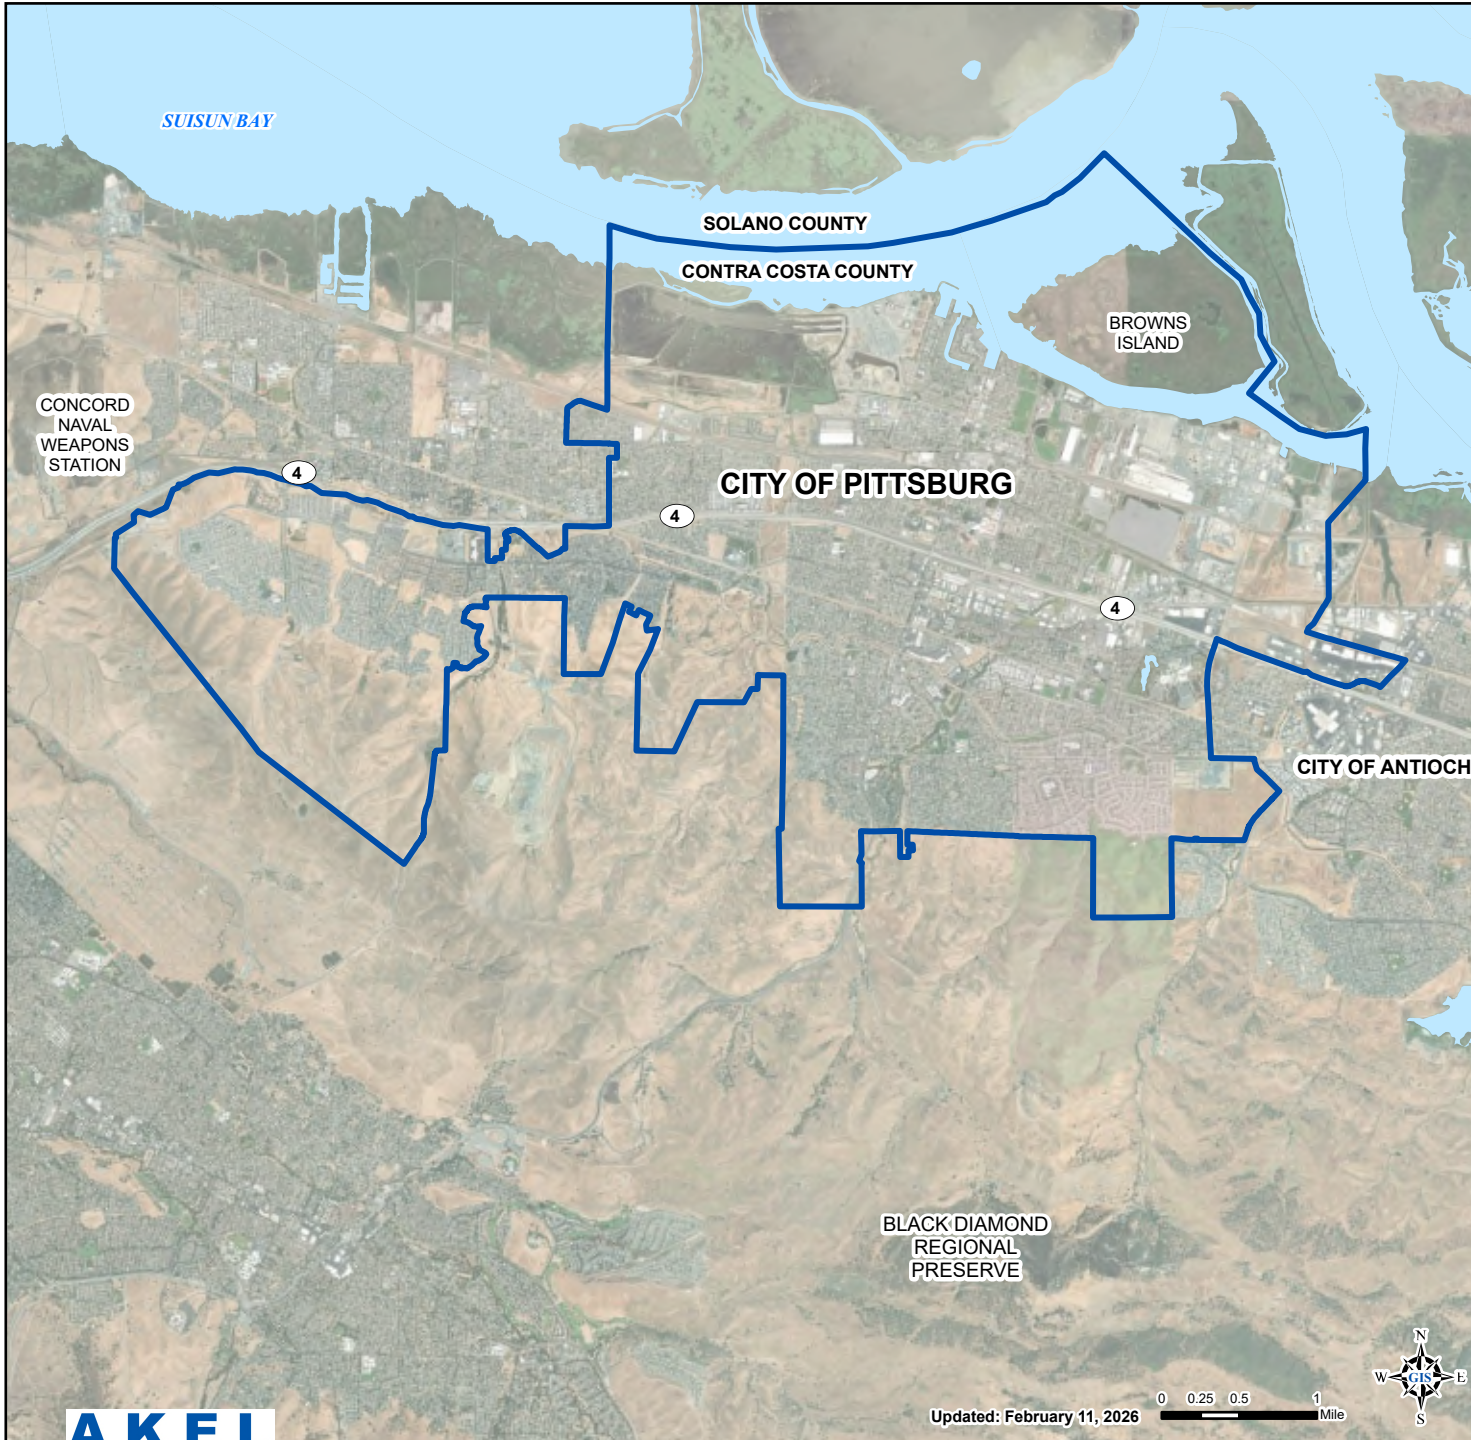 SUISUN BAY
SOLANO COUNTY
CONTRA COSTA COUNTY
BROWNS
ISLAND
CONCORD
NAVAL
WEAPONS
STATION
4
CITY OF PITTSBURG
4
4
CITY OF ANTIOCH
BLACK DIAMOND
REGIONAL
PRESERVE
N
W GIS E
S
0 0.25 0.5 1
Mile
Updated: February 11, 2026
AKEL